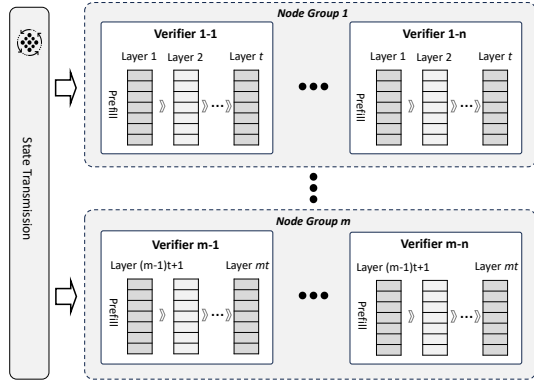 State Transmission
Node Group 1
Verifier 1-1
Layer 1 Layer 2 Layer t
Prefill
Verifier 1-n
Layer 1 Layer 2 Layer t
Prefill
Node Group m
Verifier m-1
Layer (m-1)t+1 Layer mt
Prefill
Verifier m-n
Layer (m-1)t+1 Layer mt
Prefill